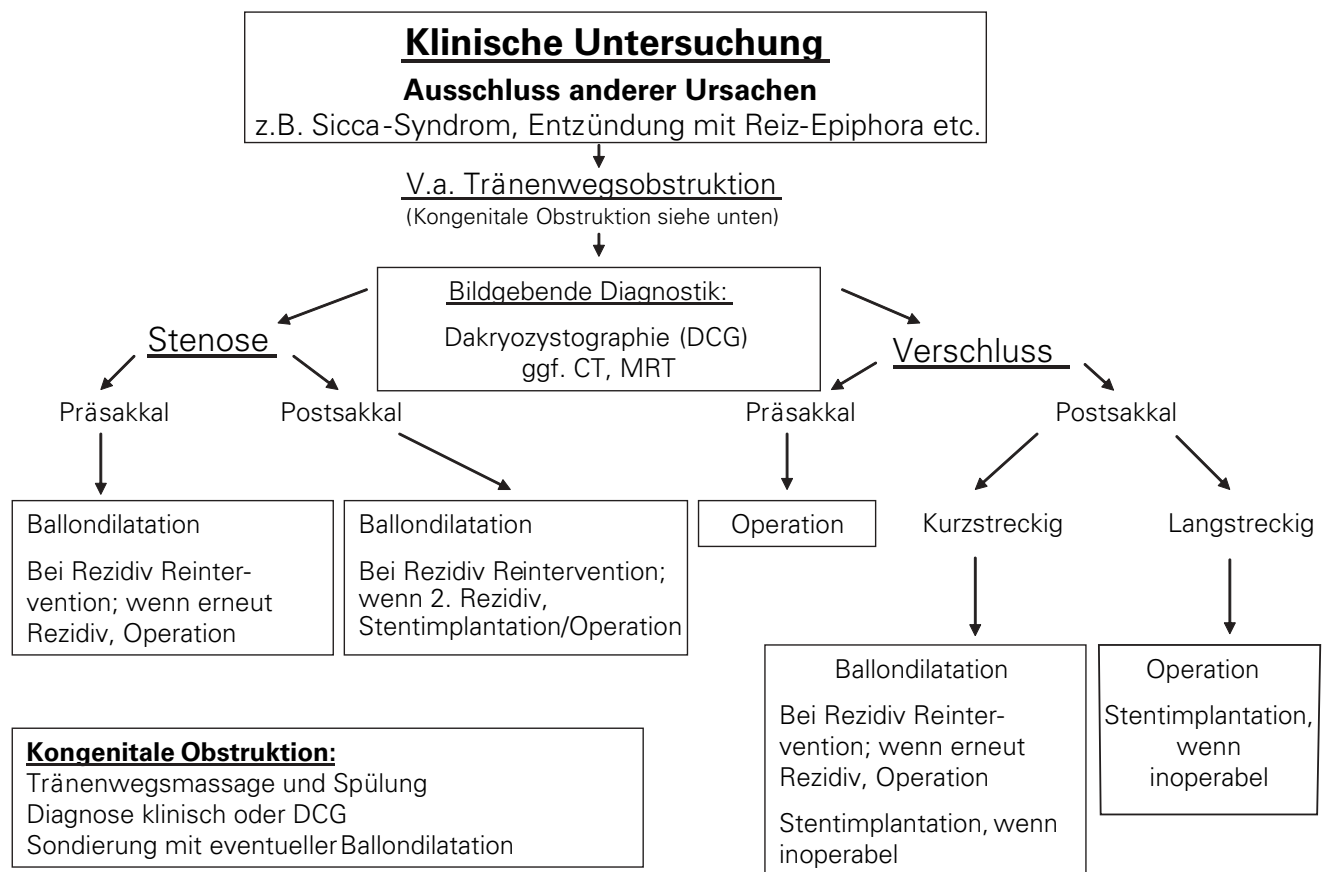 Klinische Untersuchung
Ausschluss anderer Ursachen
z.B. Sicca-Syndrom, Entzündung mit Reiz-Epiphora etc.
V.a. Tränenwegsobstruktion
(Kongenitale Obstruktion siehe unten)
Bildgebende Diagnostik:
Dakryozystographie (DCG)
ggf. CT, MRT
Stenose
Verschluss
Präsakkal
Postsakkal
Präsakkal
Postsakkal
Ballondilatation
Bei Rezidiv Reinter-
vention; wenn erneut
Rezidiv, Operation
Ballondilatation
Bei Rezidiv Reintervention;
wenn 2. Rezidiv,
Stentimplantation/Operation
Operation
Kurzstreckig
Langstreckig
Ballondilatation
Bei Rezidiv Reinter-
vention; wenn erneut
Rezidiv, Operation
Stentimplantation, wenn
inoperabel
Operation
Stentimplantation,
wenn
inoperabel
Kongenitale Obstruktion:
Tränenwegsmassage und Spülung
Diagnose klinisch oder DCG
Sondierung mit eventueller Ballondilatation